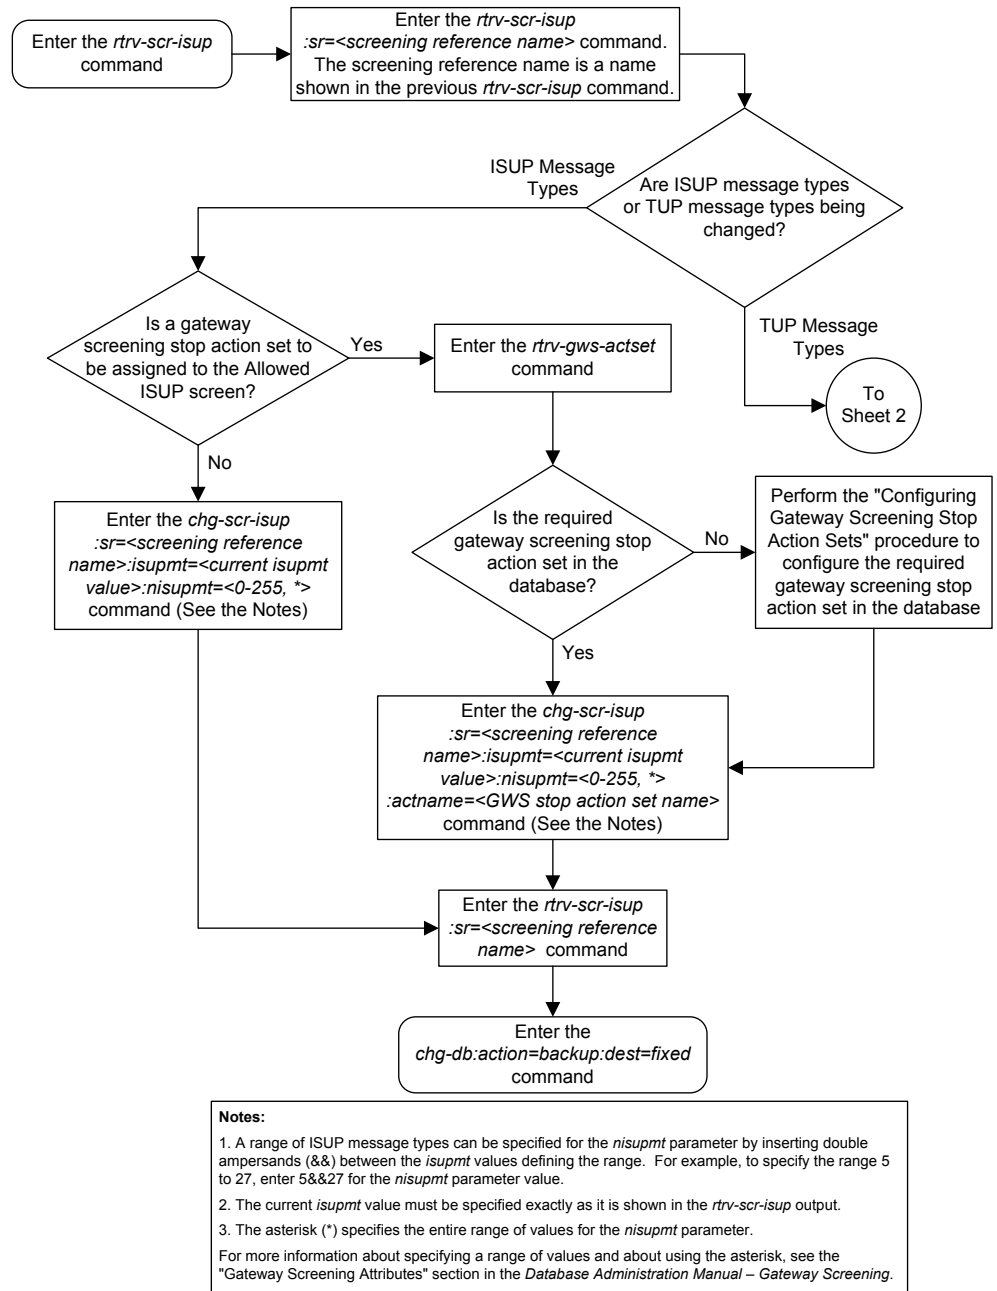 Enter the rtrv-scr-isup
command
Enter the rtrv-scr-isup
:sr=<screening reference name> command.
The screening reference name is a name
shown in the previous rtrv-scr-isup command.
Are ISUP message types
or TUP message types being
changed?
ISUP Message
Types
TUP Message
Types
To
Sheet 2
Is a gateway
screening stop action set to
be assigned to the Allowed
ISUP screen?
Yes
No
Enter the rtrv-gws-actset
command
Is the required
gateway screening stop
action set in the
database?
No
Yes
Perform the "Configuring
Gateway Screening Stop
Action Sets" procedure to
configure the required
gateway screening stop
action set in the database
Enter the chg-scr-isup
:sr=<screening reference
name>:isupmt=<current isupmt
value>:nisupmt=<0-255, *>
command (See the Notes)
Enter the chg-scr-isup
:sr=<screening reference
name>:isupmt=<current isupmt
value>:nisupmt=<0-255, *>
:actname=<GWS stop action set name>
command (See the Notes)
Enter the rtrv-scr-isup
:sr=<screening reference
name> command
Enter the
chg-db:action=backup:dest=fixed
command
Notes:
1. A range of ISUP message types can be specified for the nisupmt parameter by inserting double
ampersands (&&) between the isupmt values defining the range. For example, to specify the range 5
to 27, enter 5&&27 for the nisupmt parameter value.
2. The current isupmt value must be specified exactly as it is shown in the rtrv-scr-isup output.
3. The asterisk (*) specifies the entire range of values for the nisupmt parameter.
For more information about specifying a range of values and about using the asterisk, see the
"Gateway Screening Attributes" section in the Database Administration Manual – Gateway Screening.